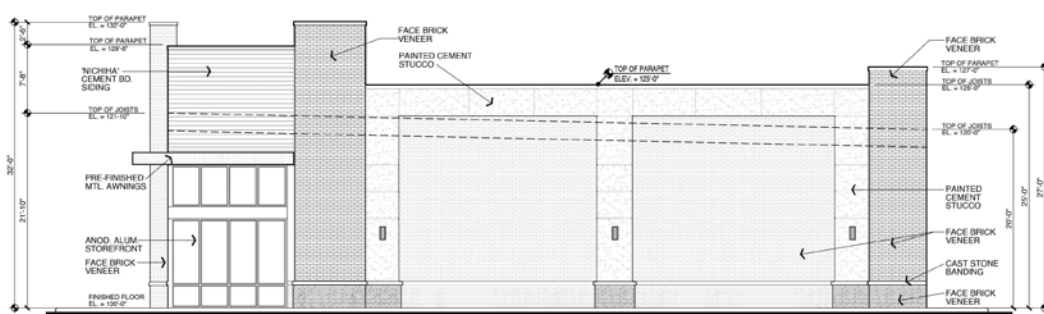 TOP OF PARAPET
EL. = 132'-0"
TOP OF PARAPET
EL. = 129'-6"
'NICHIHA'
CEMENT BD.
SIDING
TOP OF JOISTS
EL. = 121'-10"
PRE-FINISHED
MTL. AWNINGS
ANOD. ALUM
STOREFRONT
FACE BRICK
VENEER
FINISHED FLOOR
EL. = 100'-0"
32'-0"
2'-6"
7'-8"
21'-10"
FACE BRICK
VENEER
PAINTED CEMENT
STUCCO
TOP OF PARAPET
ELEV. = 125'-0"
FACE BRICK
VENEER
TOP OF PARAPET
EL. = 127'-0"
TOP OF JOISTS
EL. = 125'-0"
TOP OF JOISTS
EL. = 120'-0"
PAINTED
CEMENT
STUCCO
FACE BRICK
VENEER
CAST STONE
BANDING
FACE BRICK
VENEER
20'-0"
25'-0"
27'-0"